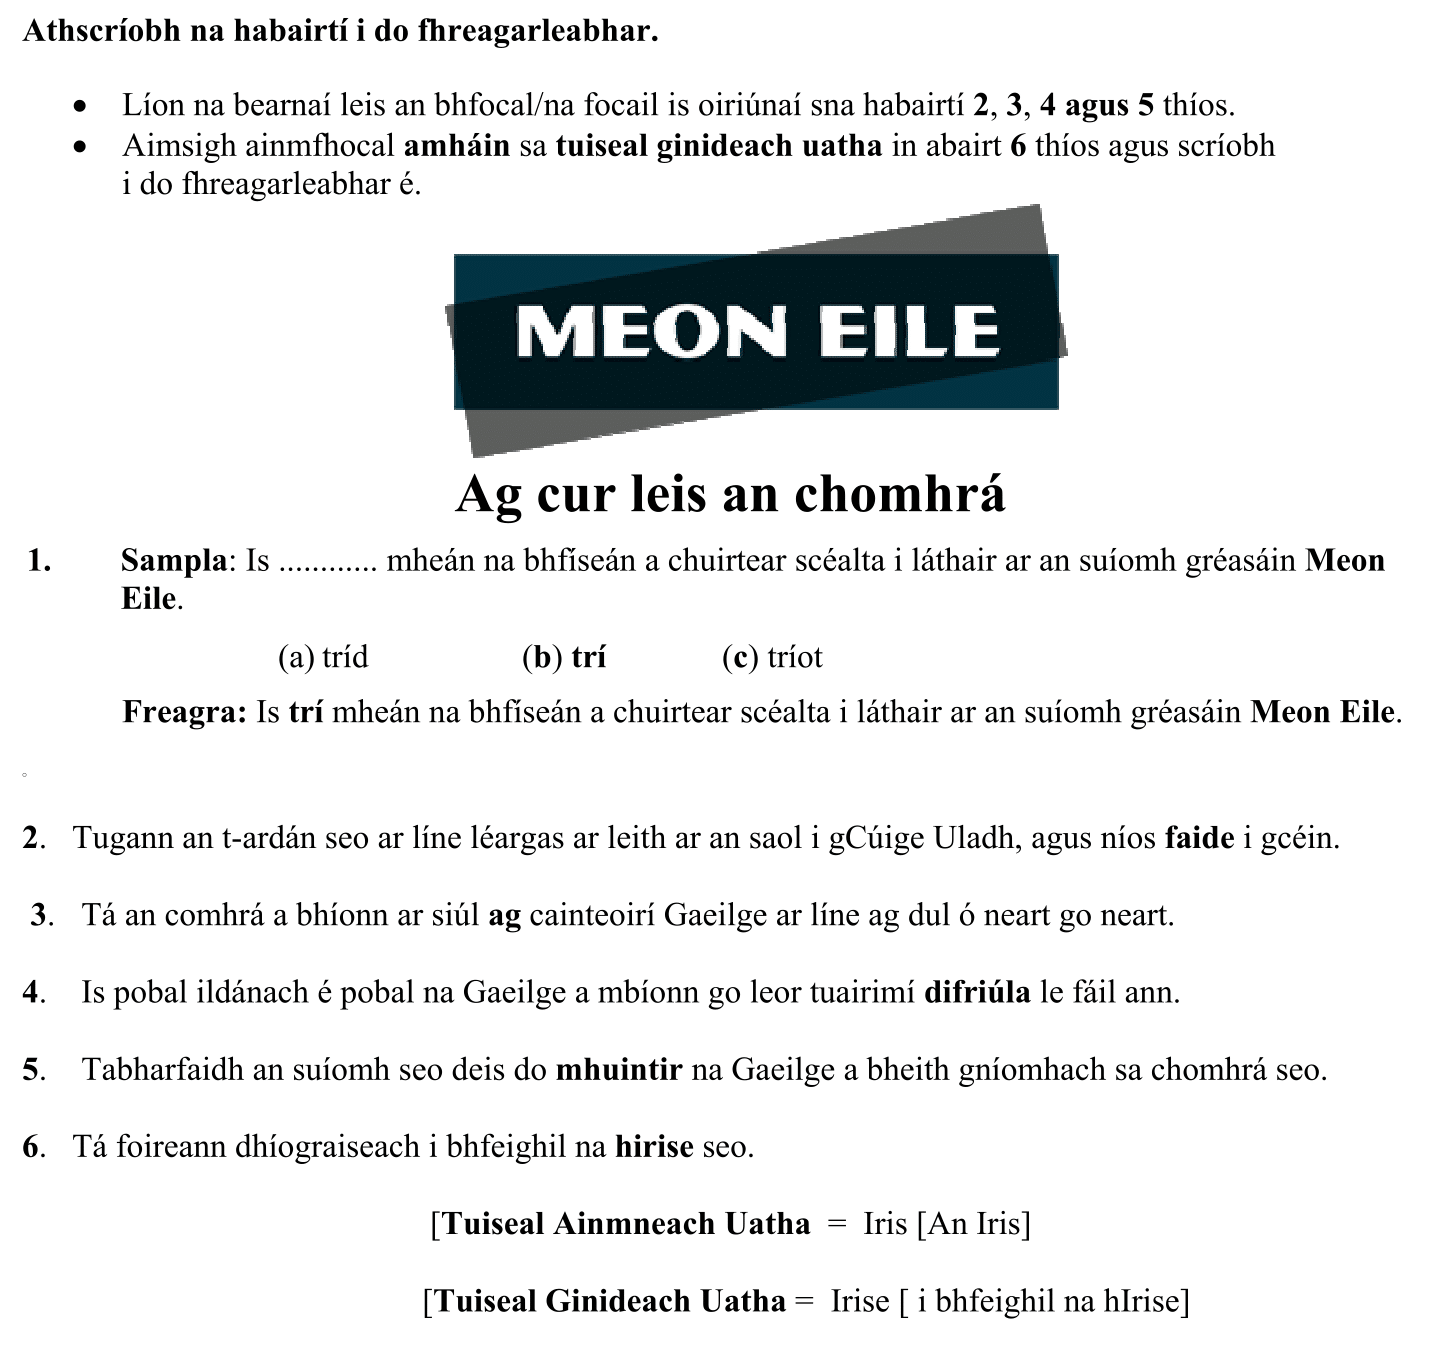 Athscríobh na habairtí i do fhreagarleabhar.
• Líon na bearnaí leis an bhfocal/na focail is oiriúnaí sna habairtí 2, 3, 4 agus 5 thíos.
• Aimsigh ainmfhocal amháin sa tuiseal ginideach uatha in abairt 6 thíos agus scríobh
i do fhreagarleabhar é.
MEON EILE
Ag cur leis an chomhrá
1. Sampla: Is ............ mheán na bhfíseán a chuirtear scéalta i láthair ar an suíomh gréasáin Meon
Eile.
(a) tríd (b) trí (c) tríot
Freagra: Is trí mheán na bhfíseán a chuirtear scéalta i láthair ar an suíomh gréasáin Meon Eile.
2. Tugann an t-ardán seo ar líne léargas ar leith ar an saol i gCúige Uladh, agus níos faide i gcéin.
3. Tá an comhrá a bhíonn ar siúl ag cainteoirí Gaeilge ar líne ag dul ó neart go neart.
4. Is pobal ildánach é pobal na Gaeilge a mbíonn go leor tuairimí difriúla le fáil ann.
5. Tabharfaidh an suíomh seo deis do mhuintir na Gaeilge a bheith gníomhach sa chomhrá seo.
6. Tá foireann dhíograiseach i bhfeighil na hirise seo.
[Tuiseal Ainmneach Uatha = Iris [An Iris]
[Tuiseal Ginideach Uatha = Irise [ i bhfeighil na hIrise]